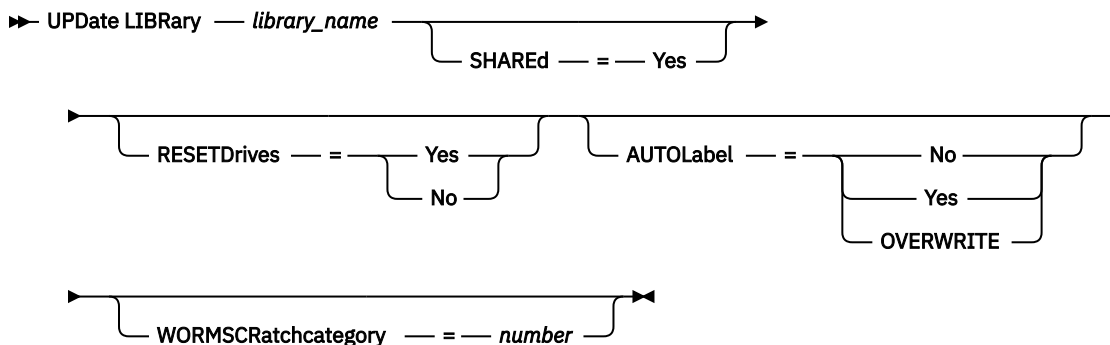 UPDate LIBRary library_name
SHAREd = Yes
RESETDrives = Yes
No
AUTOLabel = No
Yes
OVERWRITE
WORMSCRatchcategory = number